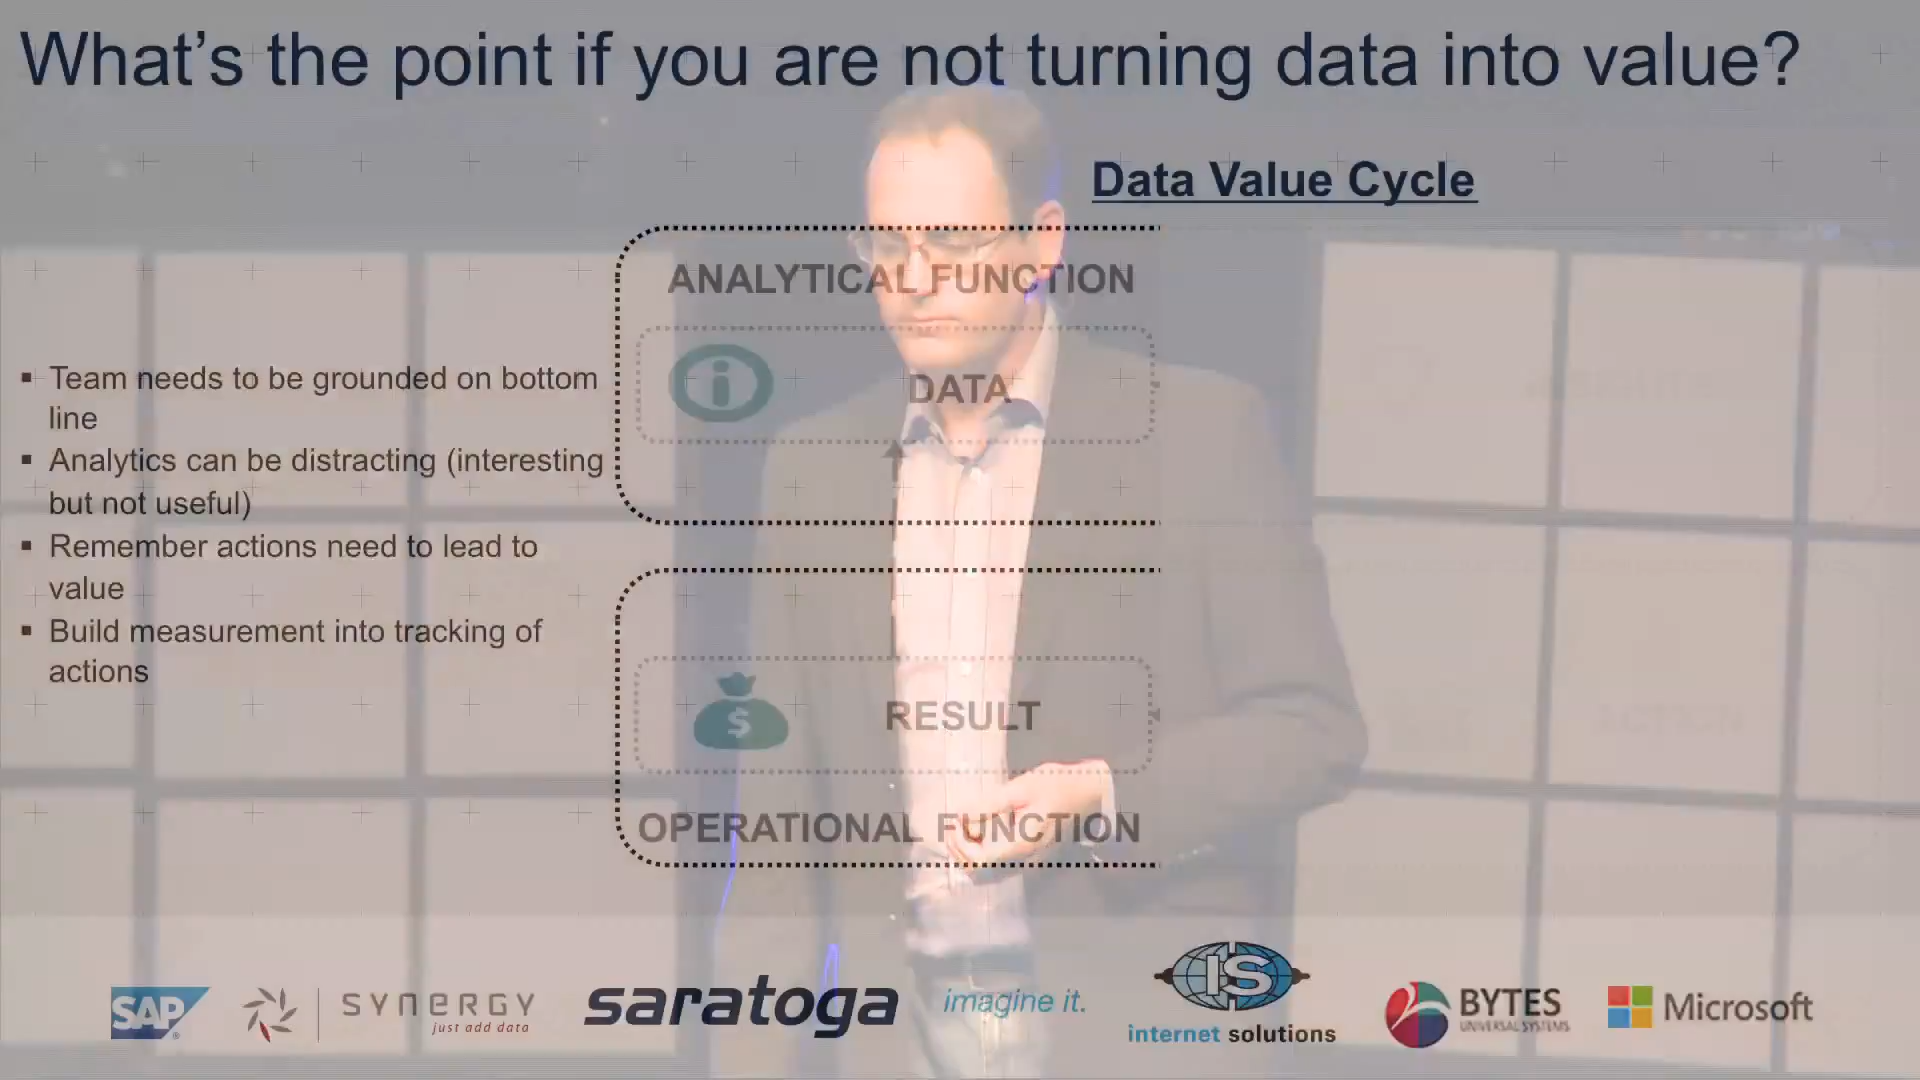 What's the point if you are not turning data into value?
Data Value Cycle
ANALYTICAL FUNCTION
DATA
▪ Team needs to be grounded on bottom
line
▪ Analytics can be distracting (interesting
but not useful)
▪ Remember actions need to lead to
value
▪ Build measurement into tracking of
actions
RESULT
OPERATIONAL FUNCTION
SAP
SYNERGY
just add data
saratoga
imagine it.
IS
internet solutions
BYTES
UNIVERSAL SYSTEMS
Microsoft